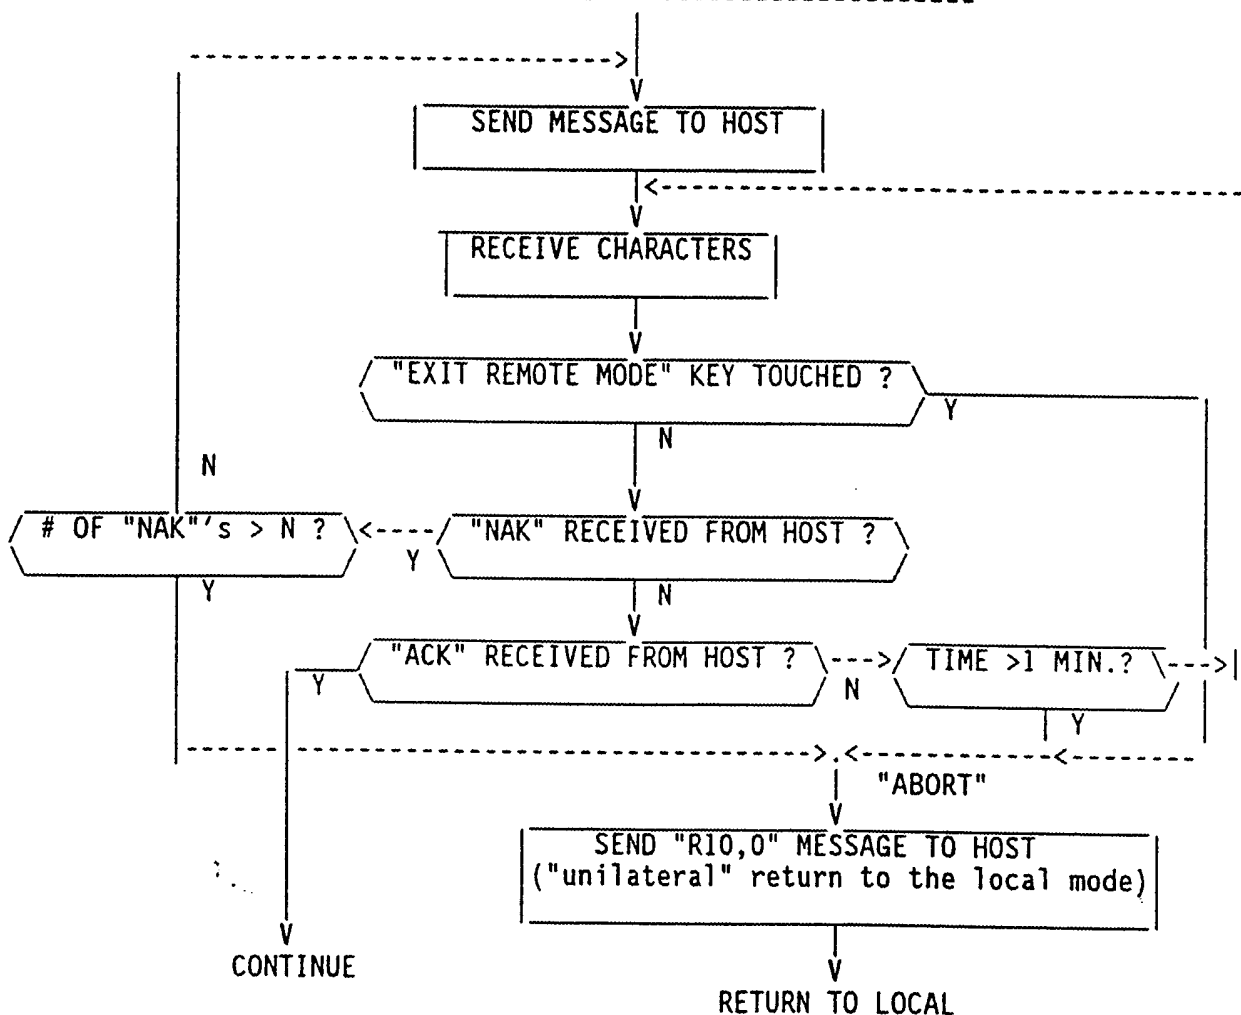 SEND MESSAGE TO HOST
RECEIVE CHARACTERS
"EXIT REMOTE MODE" KEY TOUCHED ?
Y
N
N
# OF "NAK"'s > N ?
"NAK" RECEIVED FROM HOST ?
Y
Y
N
"ACK" RECEIVED FROM HOST ?
TIME >1 MIN.?
Y
N
Y
"ABORT"
SEND "R10,0" MESSAGE TO HOST
("unilateral" return to the local mode)
CONTINUE
RETURN TO LOCAL